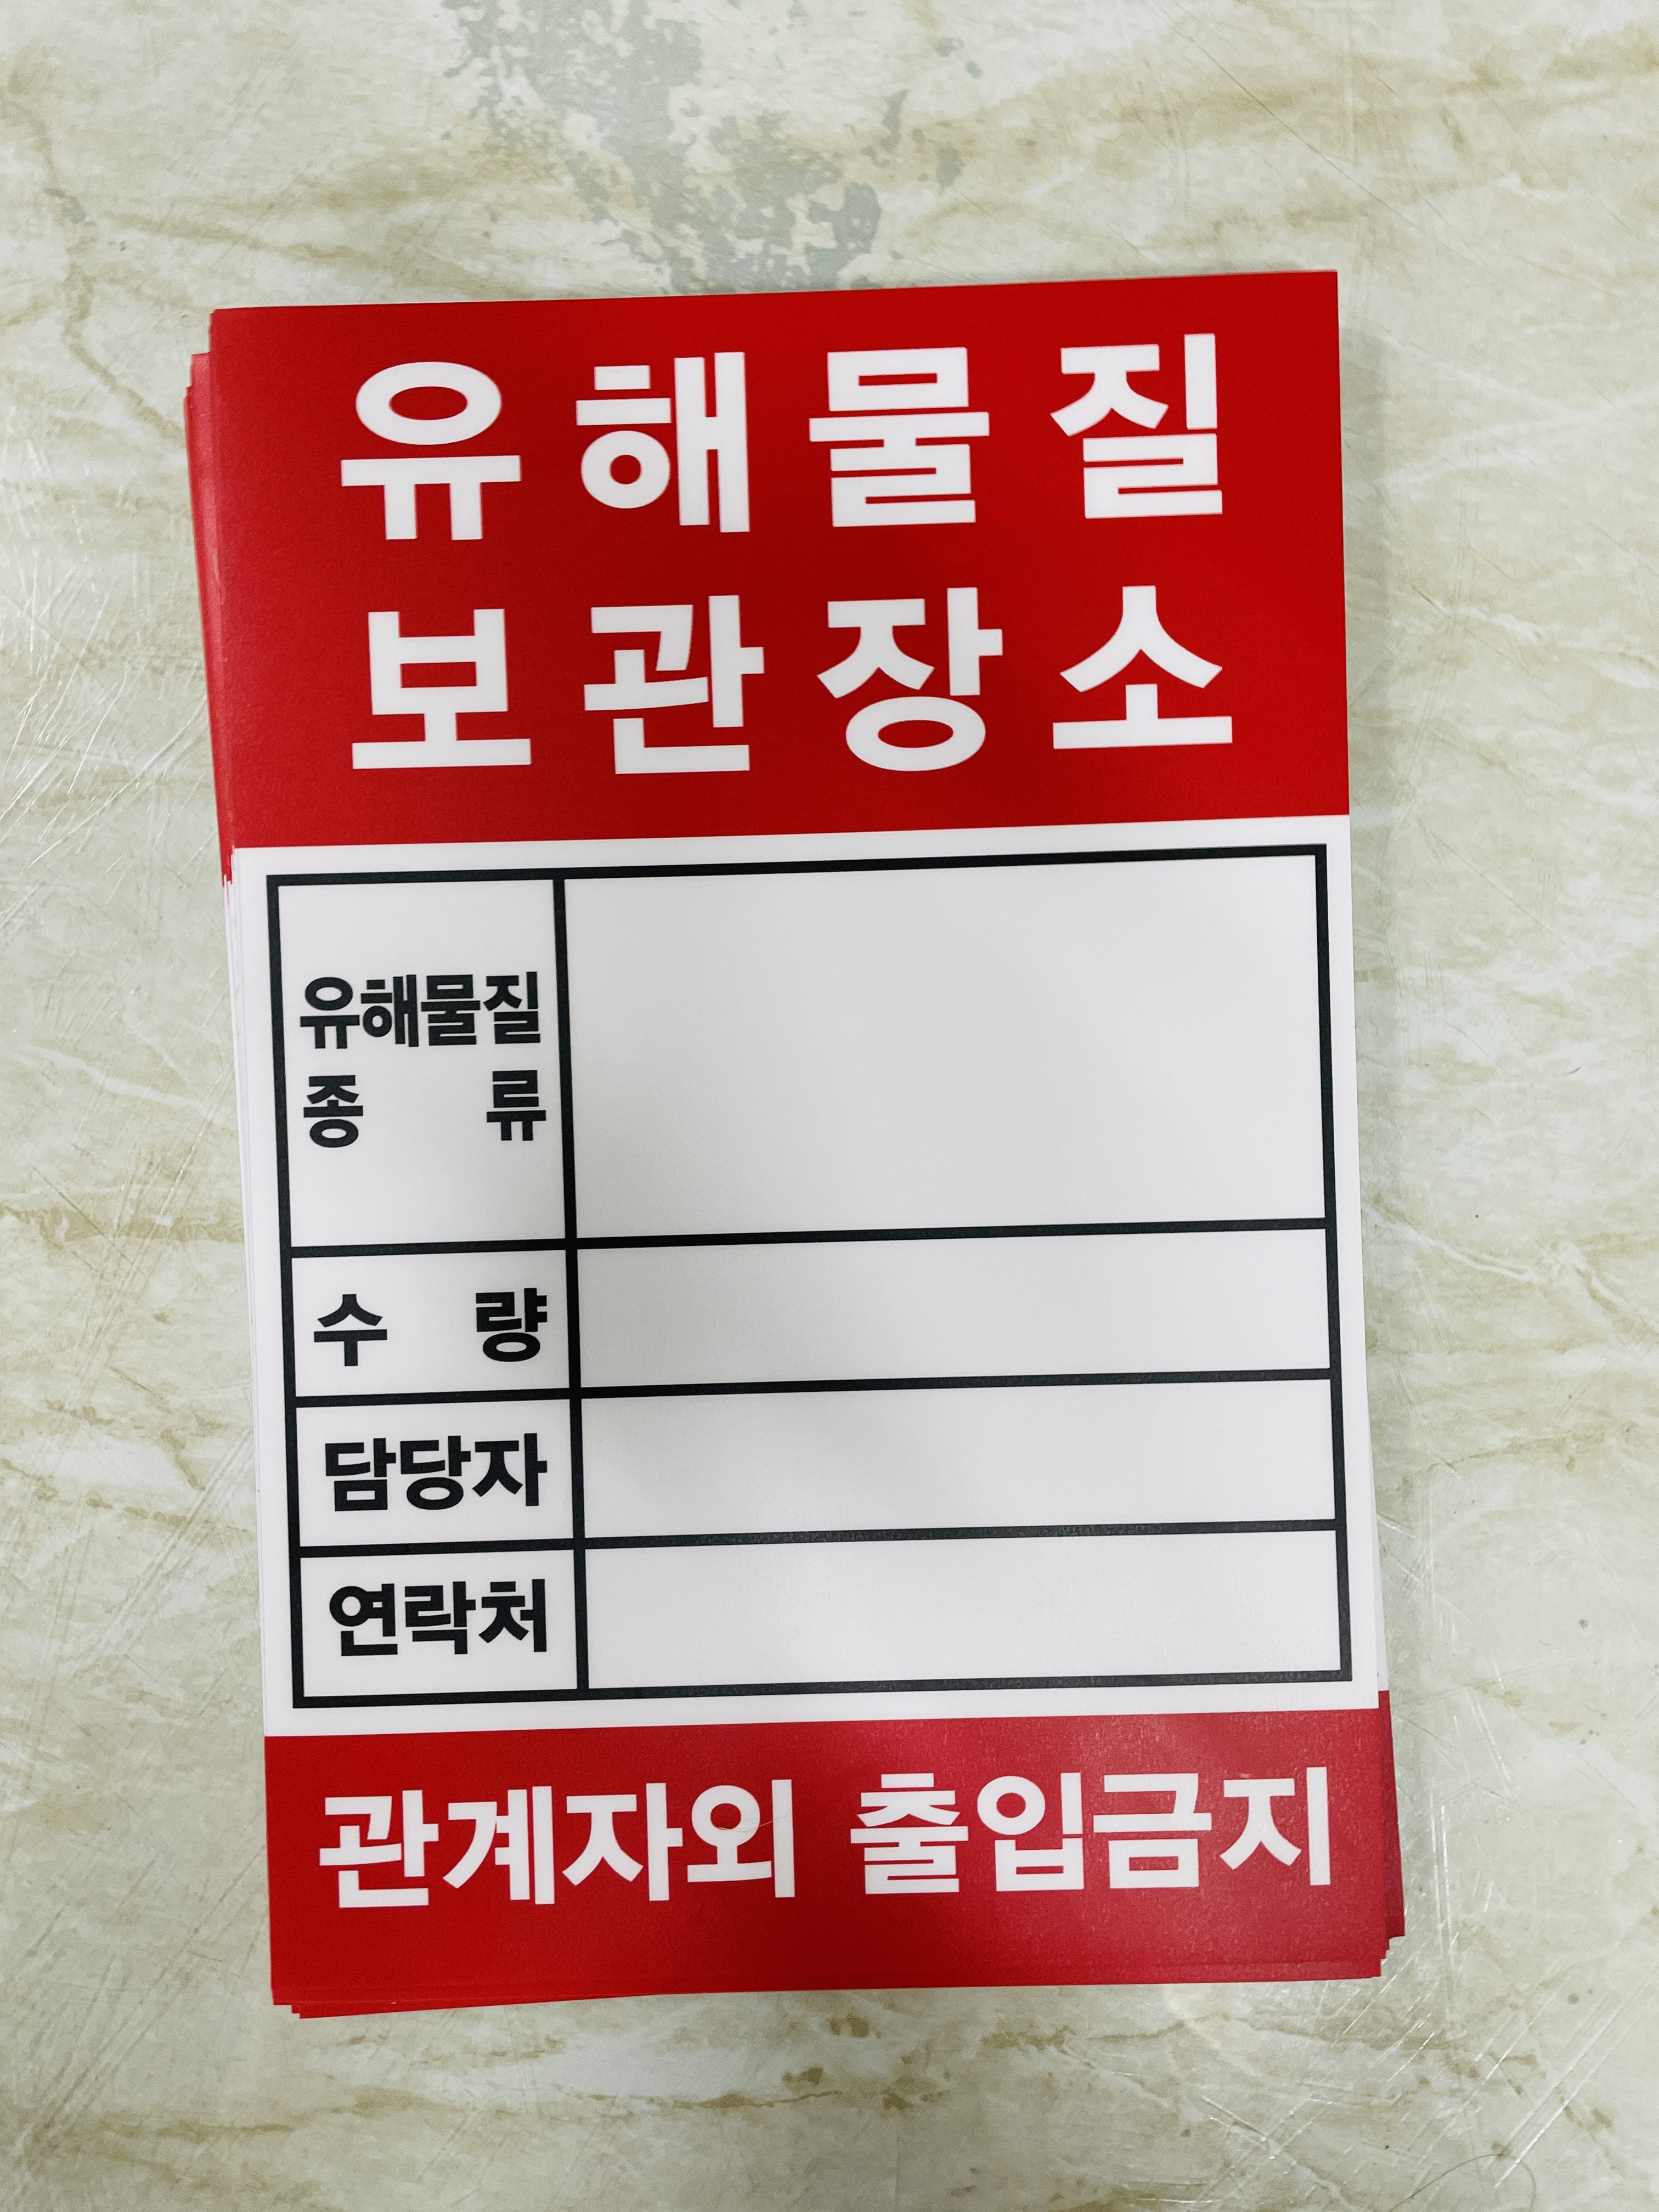 유해물질
보관장소
유해물질
종 류
수 량
담당자
연락처
관계자외 출입금지